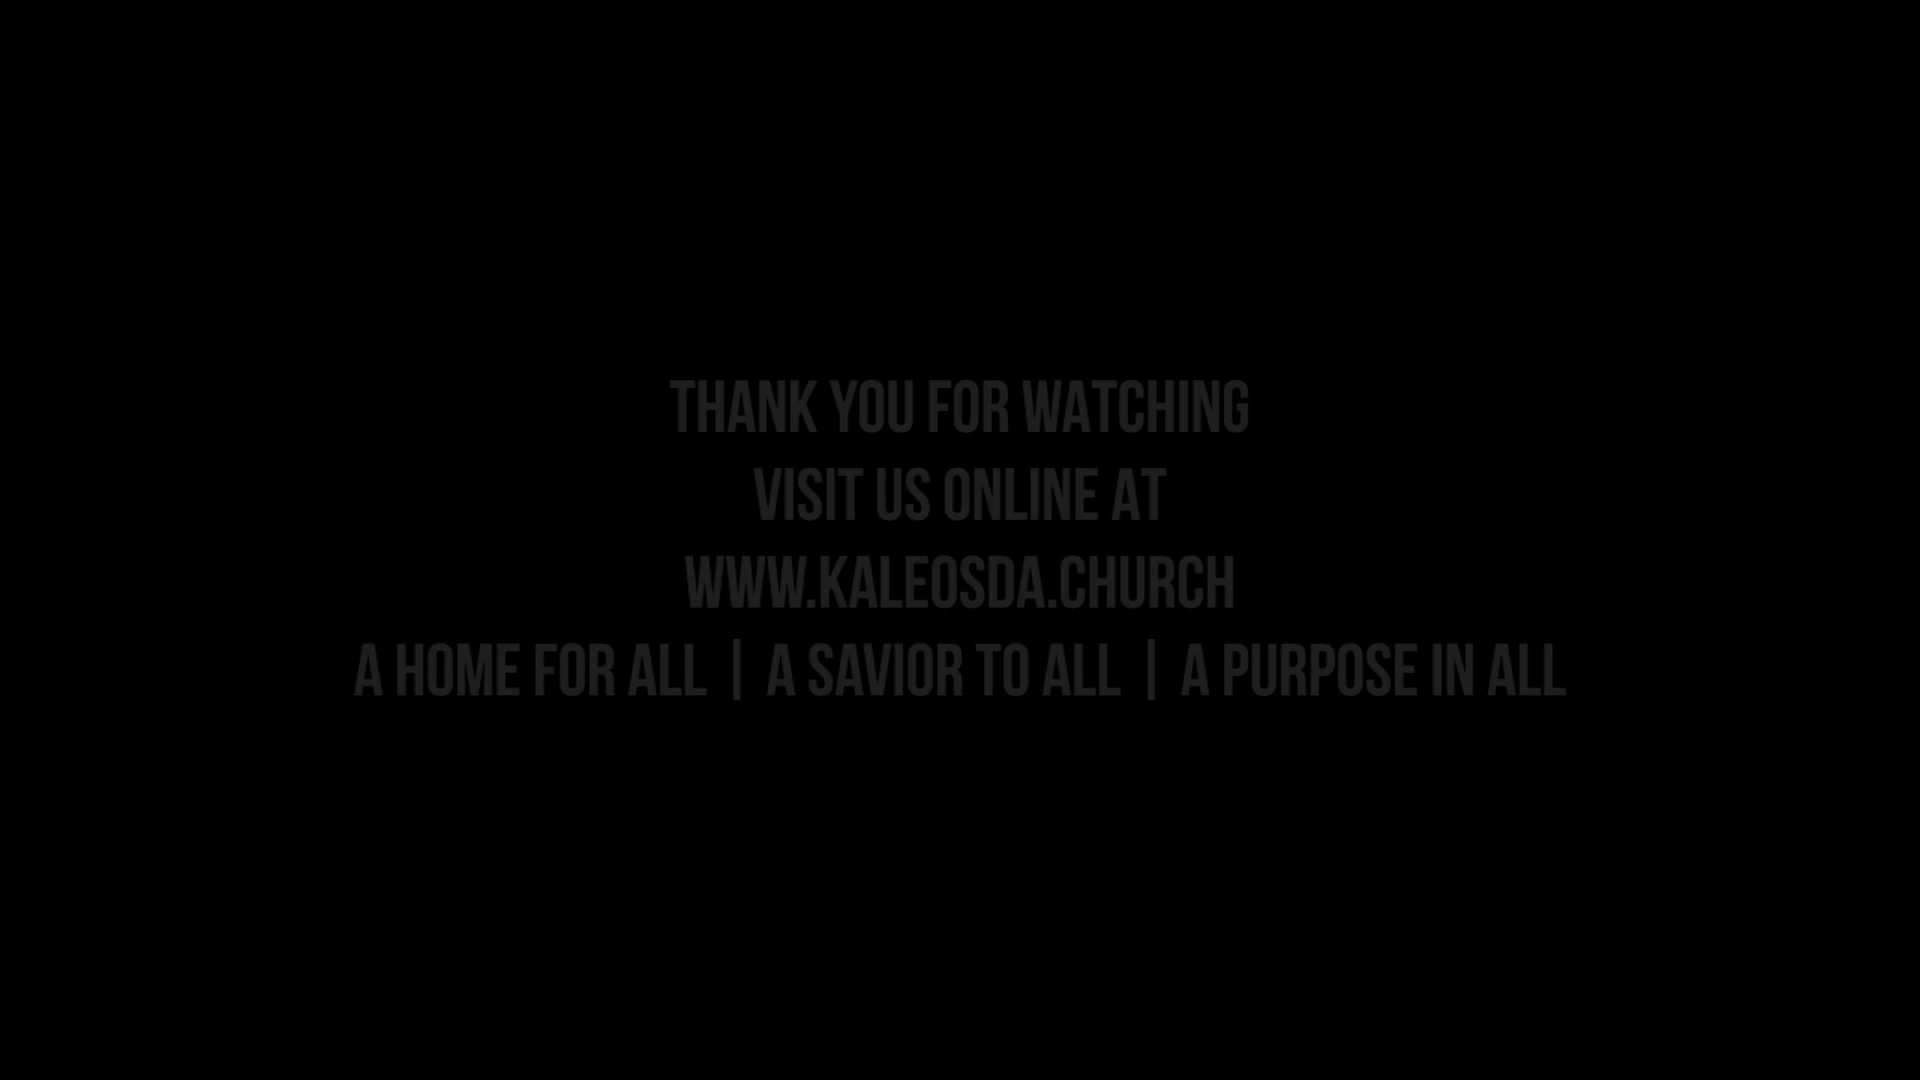 THANK YOU FOR WATCHING
VISIT US ONLINE AT
WWW.KALEOSDA.CHURCH
A HOME FOR ALL | A SAVIOR TO ALL | A PURPOSE IN ALL